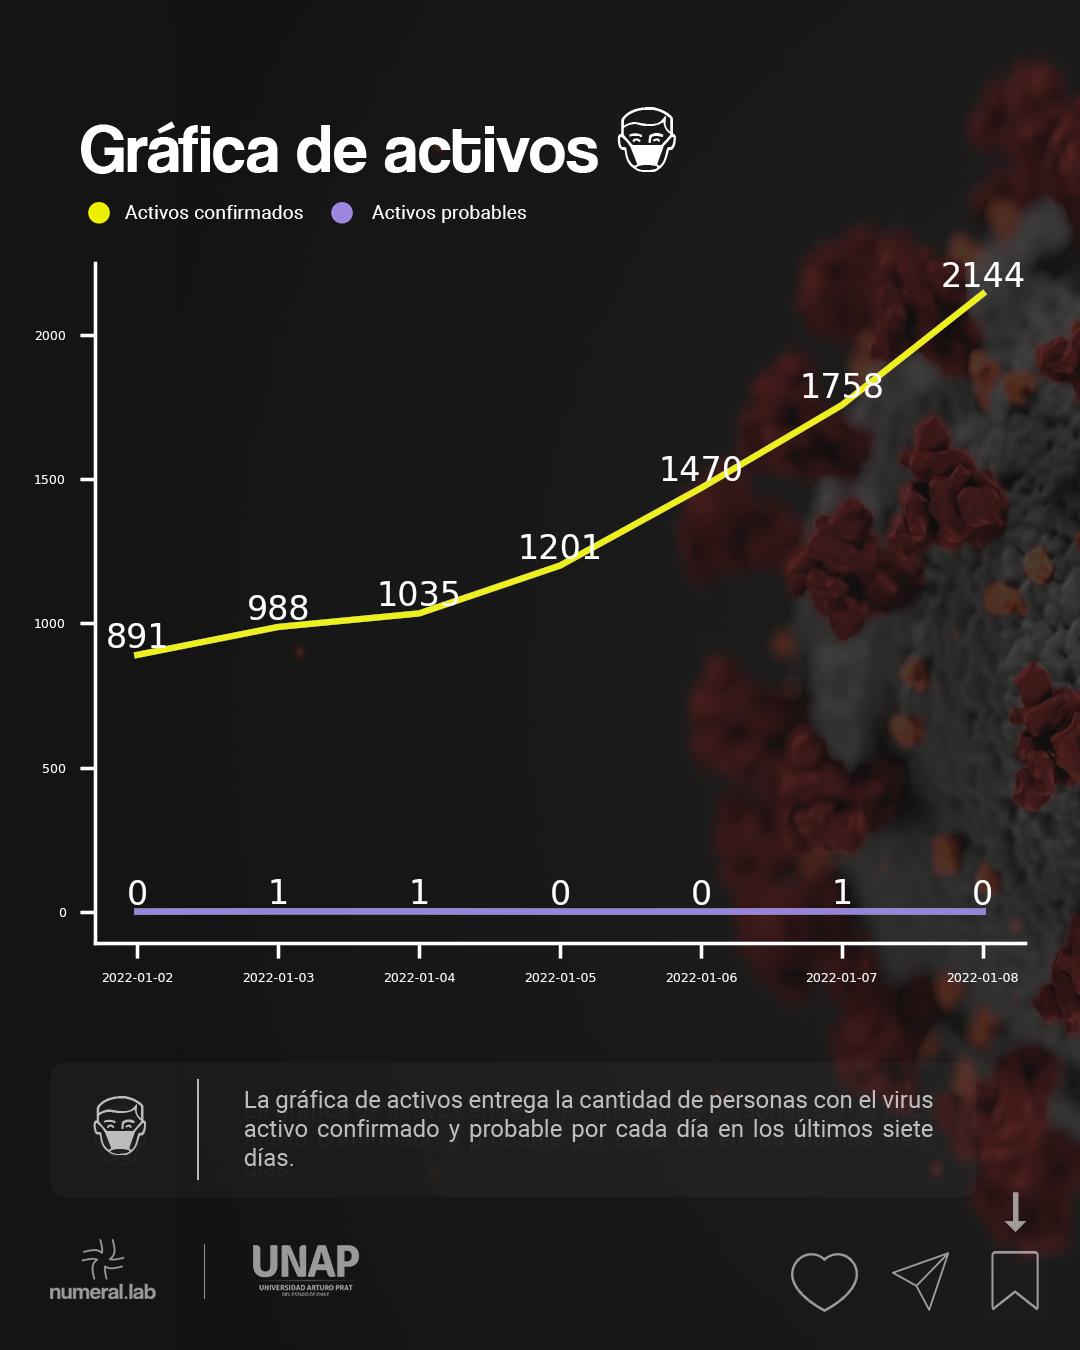 Gráfica de activos
Activos confirmados Activos probables
2144
2000
1758
1500
1470
1201
1035
988
1000
891
500
0 1 1 0 0 1 0
0
2022-01-02 2022-01-03 2022-01-04 2022-01-05 2022-01-06 2022-01-07 2022-01-08
La gráfica de activos entrega la cantidad de personas con el virus
activo confirmado y probable por cada día en los últimos siete
días.
numeral.lab
UNAP
UNIVERSIDAD ARTURO PRAT
DEL ESTADO DE CHILE